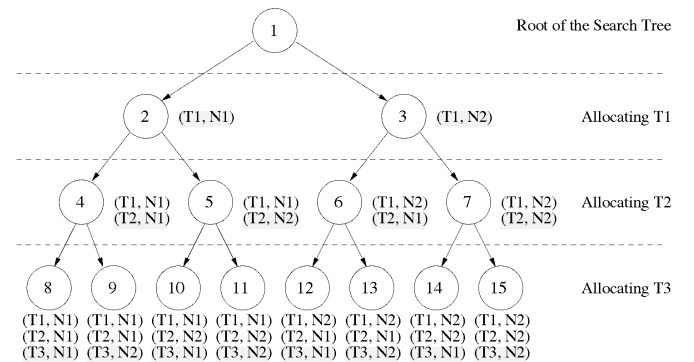 1
Root of the Search Tree
2 (T1, N1) 3 (T1, N2) Allocating T1
4 (T1, N1) 5 (T1, N1) 6 (T1, N2) 7 (T1, N2) Allocating T2
(T2, N1) (T2, N2) (T2, N1) (T2, N2)
8 9 10 11 12 13 14 15 Allocating T3
(T1, N1) (T1, N1) (T1, N1) (T1, N1) (T1, N2) (T1, N2) (T1, N2) (T1, N2)
(T2, N1) (T2, N1) (T2, N2) (T2, N2) (T2, N1) (T2, N1) (T2, N2) (T2, N2)
(T3, N1) (T3, N2) (T3, N1) (T3, N2) (T3, N1) (T3, N2) (T3, N1) (T3, N2)